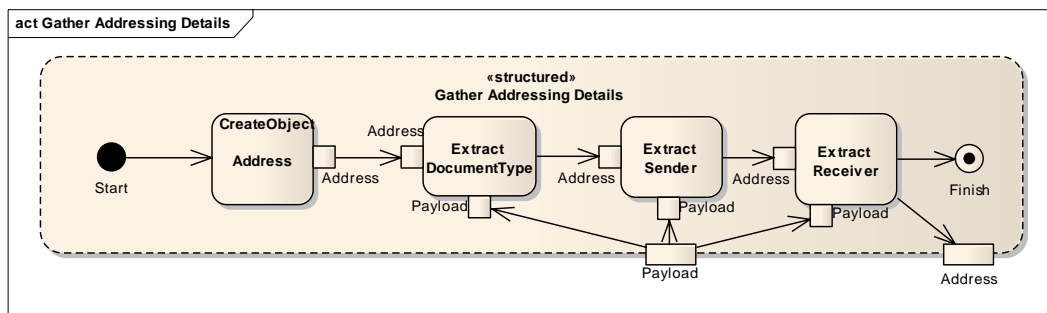 act Gather Addressing Details
«structured»
Gather Addressing Details
Start
CreateObject
Address
Address
Address
Extract
DocumentType
Payload
Address
Extract
Sender
Payload
Address
Extract
Receiver
Payload
Finish
Payload
Address